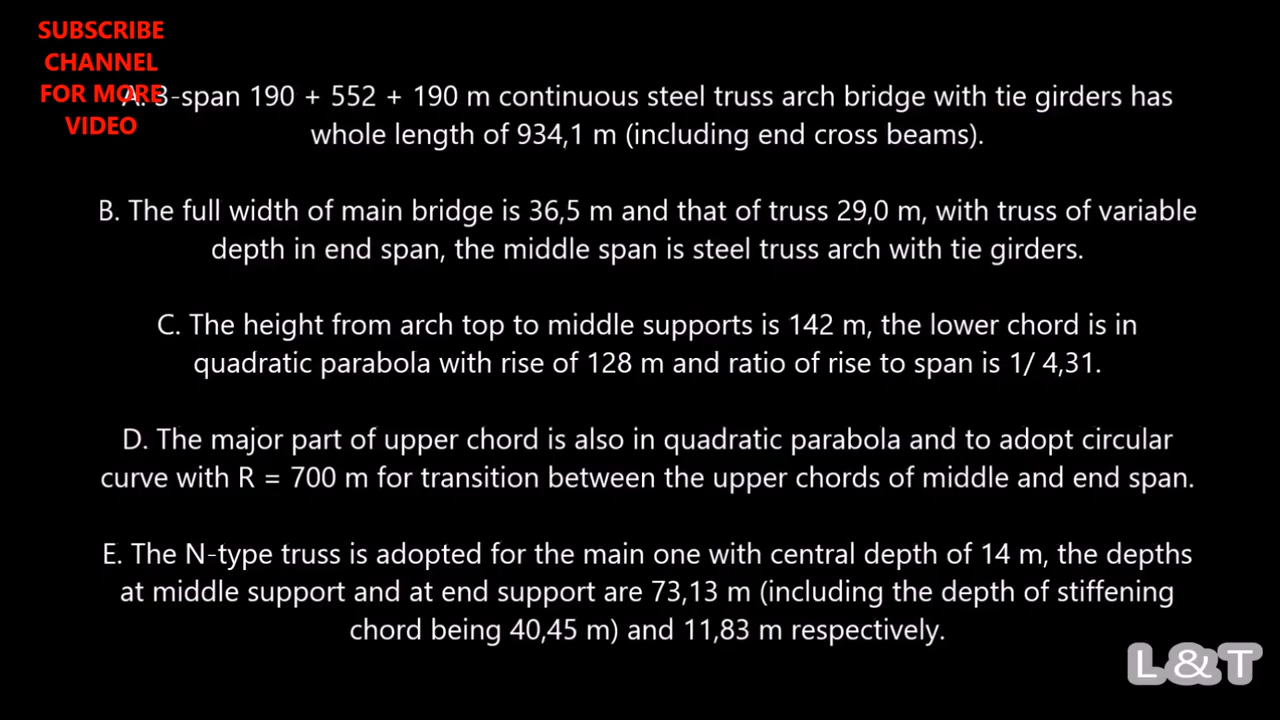 SUBSCRIBE
CHANNEL
FOR MORE
VIDEO
A. 3-span 190 + 552 + 190 m continuous steel truss arch bridge with tie girders has
whole length of 934,1 m (including end cross beams).
B. The full width of main bridge is 36,5 m and that of truss 29,0 m, with truss of variable
depth in end span, the middle span is steel truss arch with tie girders.
C. The height from arch top to middle supports is 142 m, the lower chord is in
quadratic parabola with rise of 128 m and ratio of rise to span is 1/ 4,31.
D. The major part of upper chord is also in quadratic parabola and to adopt circular
curve with R = 700 m for transition between the upper chords of middle and end span.
E. The N-type truss is adopted for the main one with central depth of 14 m, the depths
at middle support and at end support are 73,13 m (including the depth of stiffening
chord being 40,45 m) and 11,83 m respectively.
L&T